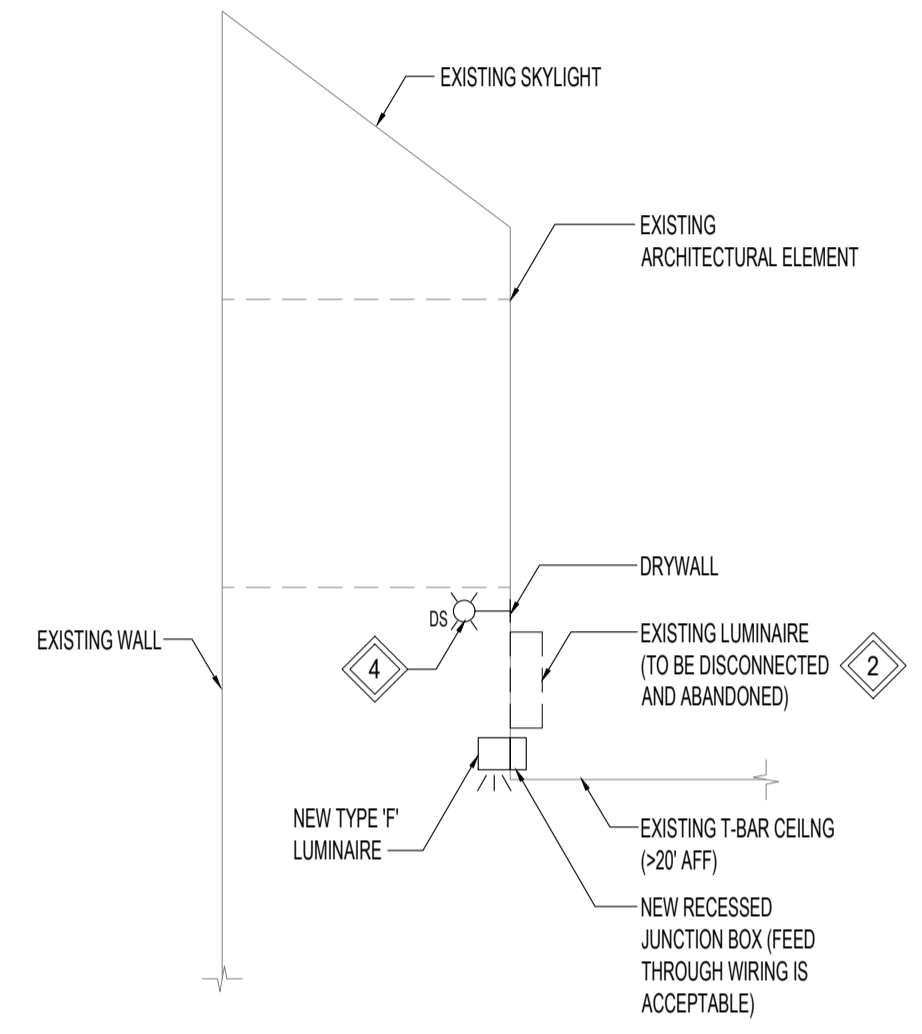 EXISTING SKYLIGHT
EXISTING
ARCHITECTURAL ELEMENT
DRYWALL
DS
EXISTING WALL
4
EXISTING LUMINAIRE
(TO BE DISCONNECTED
AND ABANDONED)
2
NEW TYPE 'F'
LUMINAIRE
EXISTING T-BAR CEILNG
(>20' AFF)
NEW RECESSED
JUNCTION BOX (FEED
THROUGH WIRING IS
ACCEPTABLE)